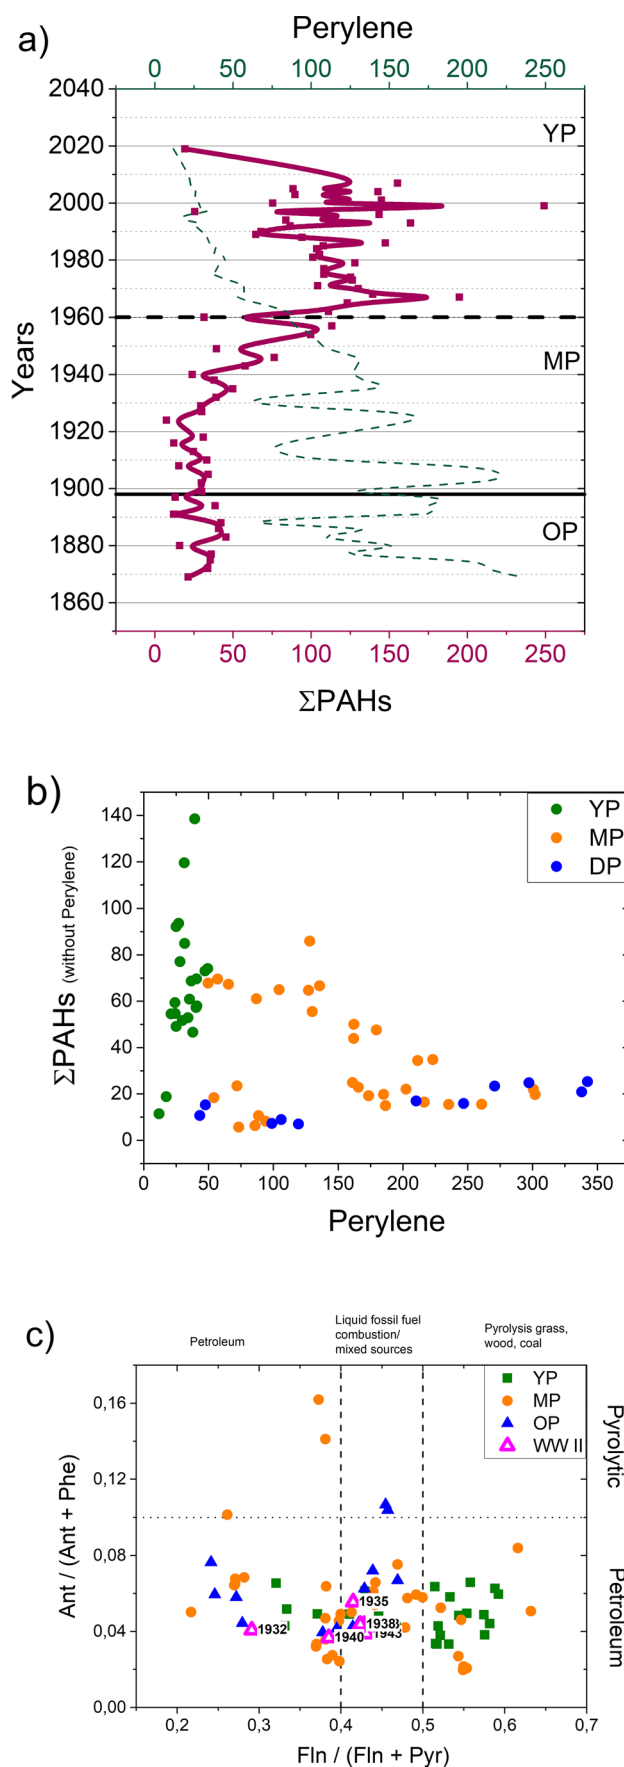 a)
Perylene
0 50 100 150 200 250
2040
2020
2000
1980
1960
1940
1920
1900
1880
1860
Years
YP
MP
OP
0 50 100 150 200 250
ΣPAHs
b)
140
120
100
80
60
40
20
0
ΣPAHs (without Perylene)
YP
MP
DP
0 50 100 150 200 250 300 350
Perylene
c)
Petroleum
Liquid fossil fuel
combustion/
mixed sources
Pyrolysis grass,
wood, coal
0,16
0,12
0,08
0,04
0,00
Ant / (Ant + Phe)
YP
MP
OP
WW II
Pyrolytic
Petroleum
1935
1932
1938
1940
1943
0,2 0,3 0,4 0,5 0,6 0,7
Fln / (Fln + Pyr)